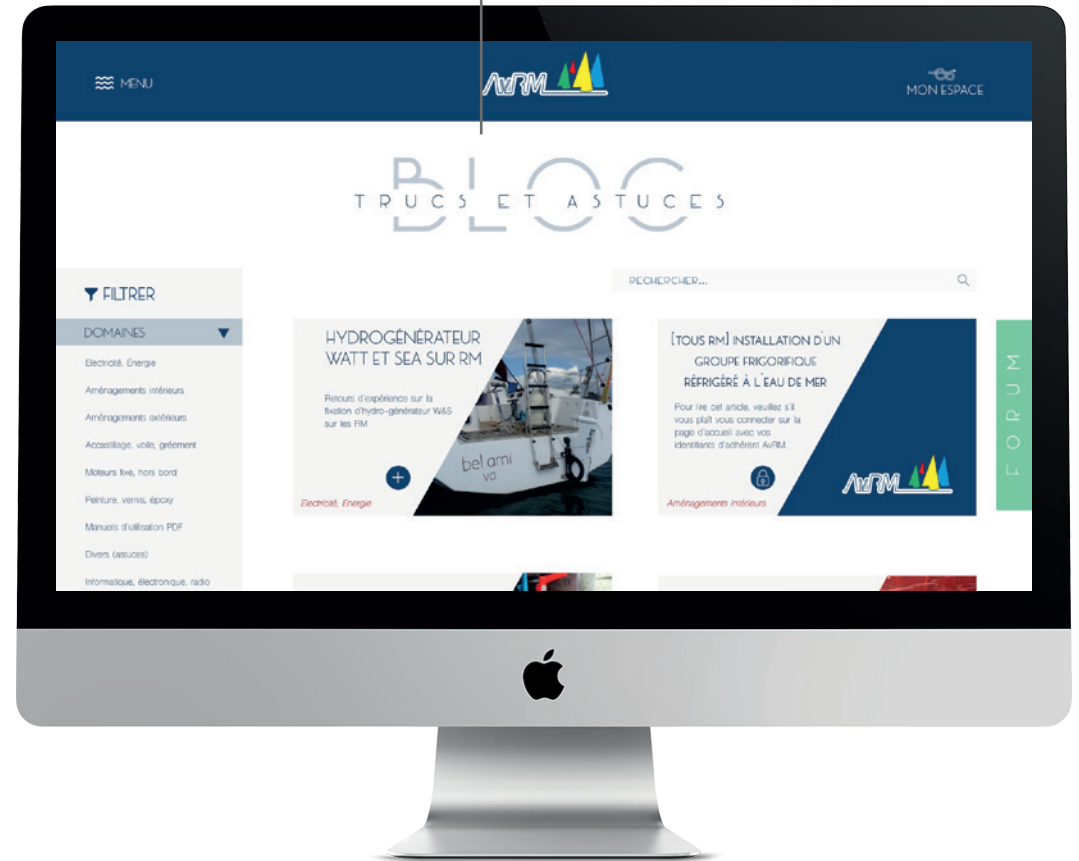 MENU
AvRM
MON ESPACE
BLOC
TRUCS ET ASTUCES
FILTRER
DOMAINES
Electricité, Énergie
Aménagements intérieurs
Aménagements extérieurs
Accastillage, voile, gréement
Moteurs fixe, hors bord
Peinture, vernis, époxy
Manuels d'utilisation PDF
Divers (astuces)
Informatique, électronique, radio
RECHERCHER...
HYDROGÉNÉRATEUR
WATT ET SEA SUR RM
Retours d'expérience sur la
fixation d'hydro-générateur W&S
sur les RM
Electricité, Energie
bel ami
va
[TOUS RM] INSTALLATION D'UN
GROUPE FRIGORIFIQUE
RÉFRIGÉRÉ À L'EAU DE MER
Pour lire cet article, veuillez s'il
vous plaît vous connecter sur la
page d'accueil avec vos
identifiants d'adhérent AvRM.
Aménagements intérieurs
AvRM
FORUM